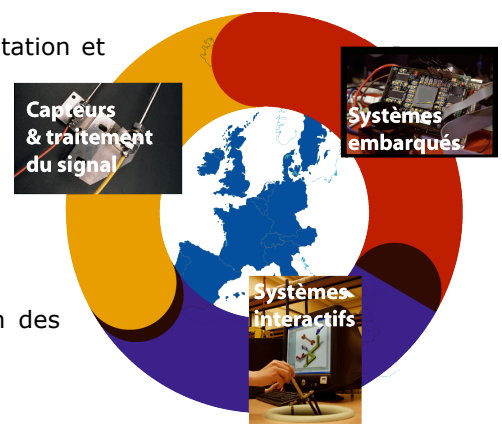 tation et
Capteurs
& traitement
du signal
Systèmes
embarqués
n des
Systèmes
interactifs